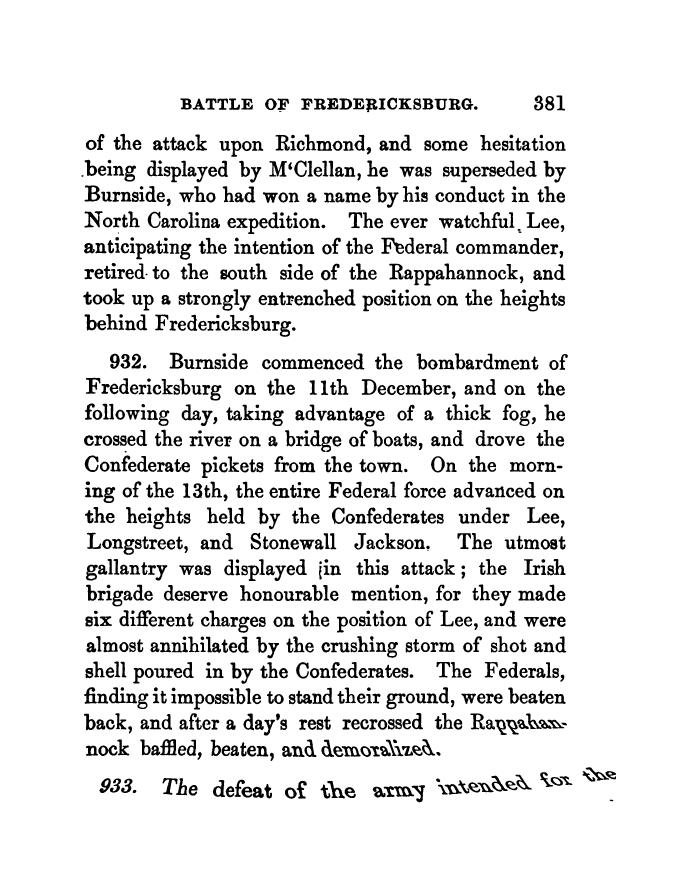 BATTLE OF FREDERICKSBURG. 381
of the attack upon Richmond, and some hesitation
being displayed by M‘Clellan, he was superseded by
Burnside, who had won a name by his conduct in the
North Carolina expedition. The ever watchful Lee,
anticipating the intention of the Federal commander,
retired to the south side of the Rappahannock, and
took up a strongly entrenched position on the heights
behind Fredericksburg.
932. Burnside commenced the bombardment of
Fredericksburg on the 11th December, and on the
following day, taking advantage of a thick fog, he
crossed the river on a bridge of boats, and drove the
Confederate pickets from the town. On the morn-
ing of the 13th, the entire Federal force advanced on
the heights held by the Confederates under Lee,
Longstreet, and Stonewall Jackson. The utmost
gallantry was displayed in this attack; the Irish
brigade deserve honourable mention, for they made
six different charges on the position of Lee, and were
almost annihilated by the crushing storm of shot and
shell poured in by the Confederates. The Federals,
finding it impossible to stand their ground, were beaten
back, and after a day's rest recrossed the Rappahan-
nock baffled, beaten, and demoralized.
933. The defeat of the army intended for the